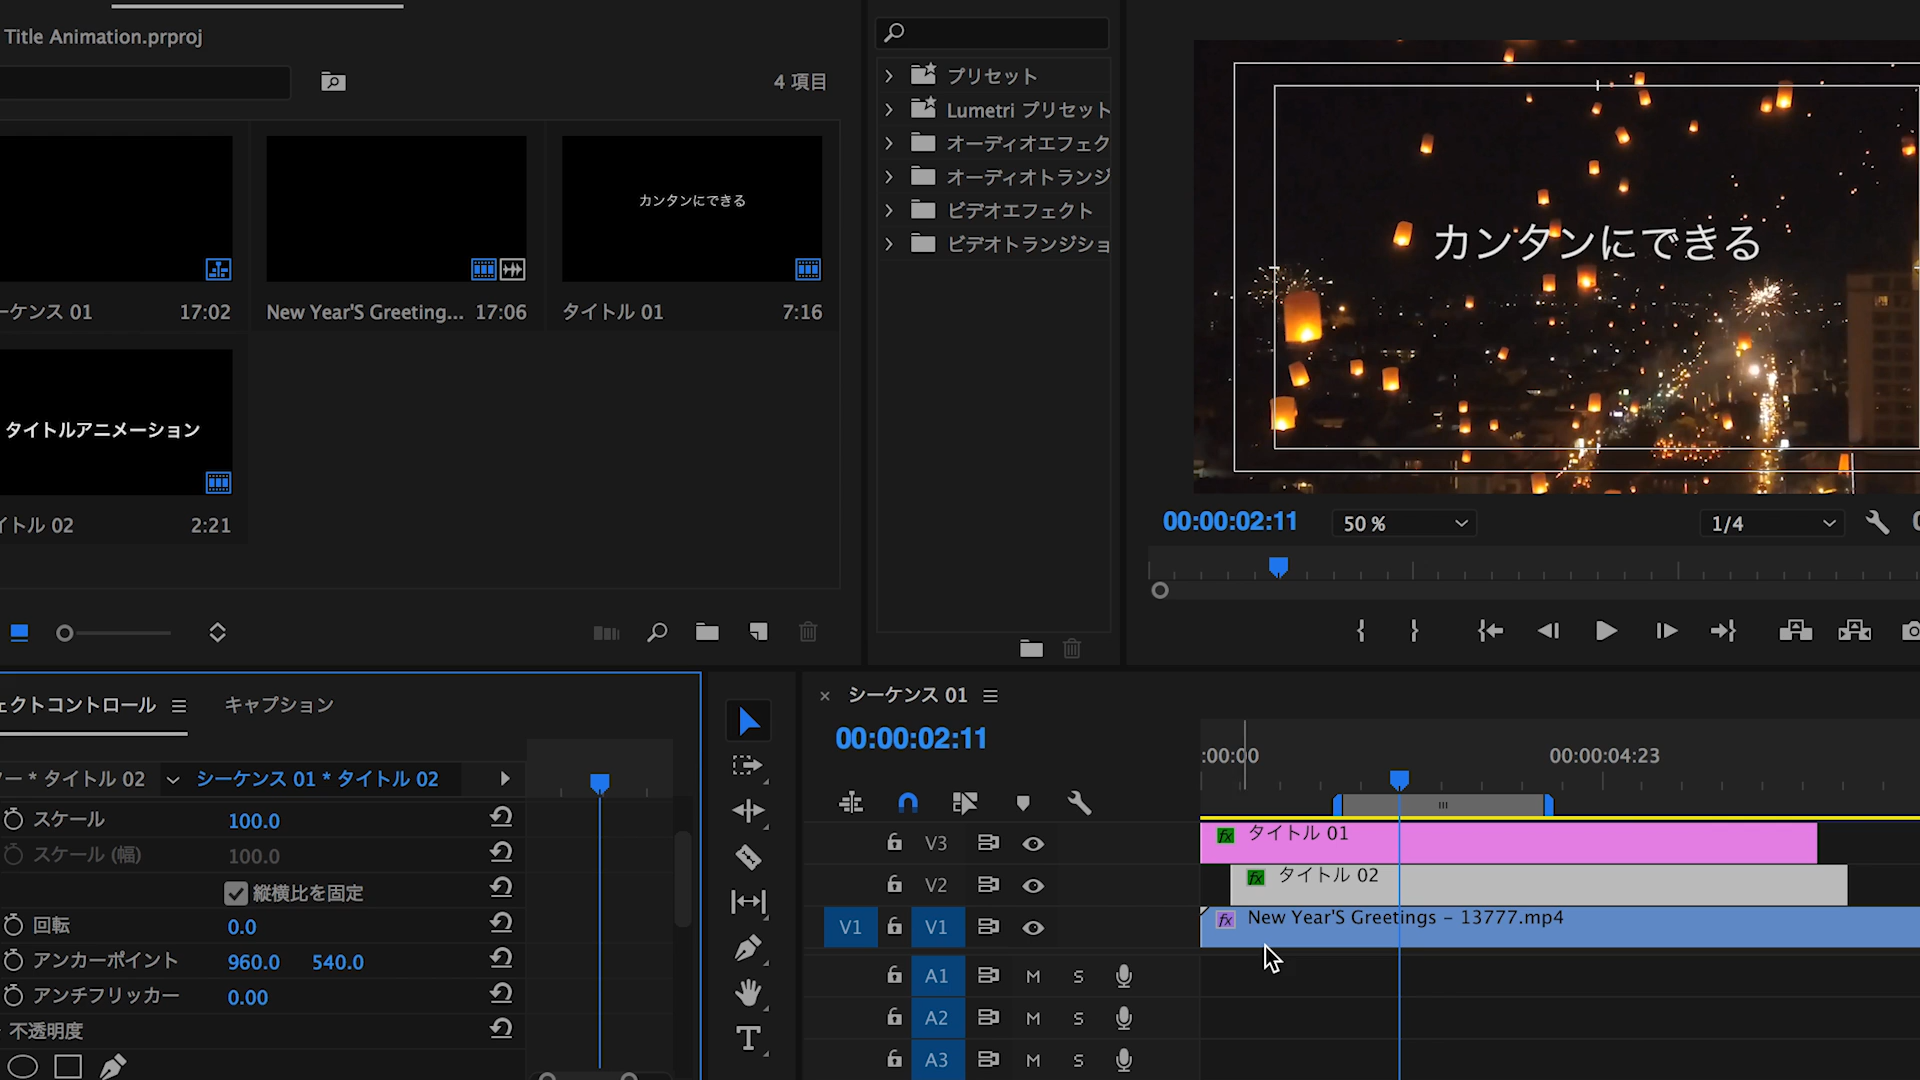 Title Animation.prproj
4 項目
カンタンにできる
ーケンス 01 17:02
New Year'S Greeting... 17:06
タイトル 01 7:16
タイトルアニメーション
イトル 02 2:21
プリセット
Lumetri プリセット
オーディオエフェク
オーディオトランジ
ビデオエフェクト
ビデオトランジショ
カンタンにできる
00:00:02:11
50 %
1/4
ェクトコントロール
キャプション
ー * タイトル 02
シーケンス 01 * タイトル 02
スケール 100.0
スケール (幅) 100.0
縦横比を固定
回転 0.0
アンカーポイント 960.0 540.0
アンチフリッカー 0.00
不透明度
× シーケンス 01
00:00:02:11
:00:00
00:00:04:23
V3
fx タイトル 01
V2
fx タイトル 02
V1 V1
fx New Year'S Greetings – 13777.mp4
A1 M S
A2 M S
A3 M S